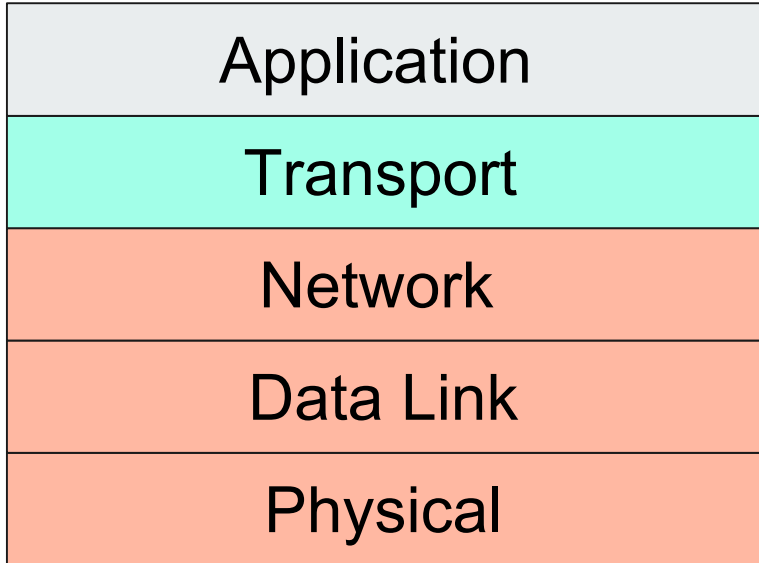 Application
Transport
Network
Data Link
Physical